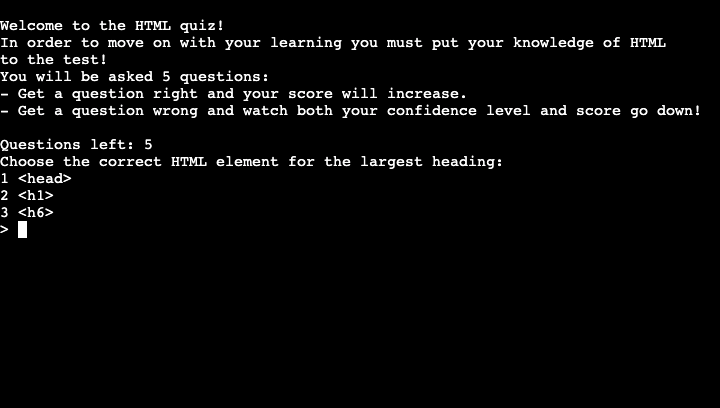 Welcome to the HTML quiz!
In order to move on with your learning you must put your knowledge of HTML
to the test!
You will be asked 5 questions:
- Get a question right and your score will increase.
- Get a question wrong and watch both your confidence level and score go down!
Questions left: 5
Choose the correct HTML element for the largest heading:
1 <head>
2 <h1>
3 <h6>
>